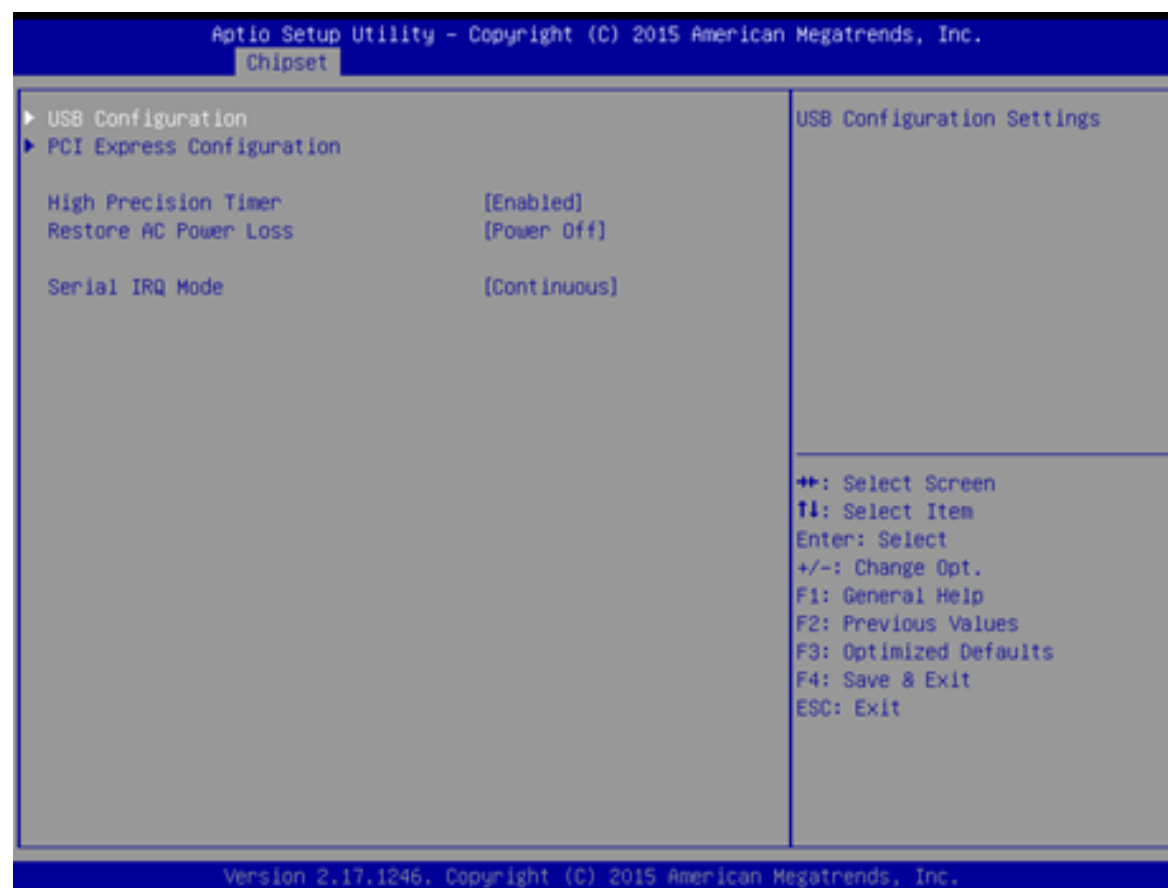 Aptio Setup Utility – Copyright (C) 2015 American Megatrends, Inc.
Chipset
USB Configuration
PCI Express Configuration
High Precision Timer [Enabled]
Restore AC Power Loss [Power Off]
Serial IRQ Mode [Continuous]
USB Configuration Settings
→←: Select Screen
↑↓: Select Item
Enter: Select
+/-: Change Opt.
F1: General Help
F2: Previous Values
F3: Optimized Defaults
F4: Save & Exit
ESC: Exit
Version 2.17.1246. Copyright (C) 2015 American Megatrends, Inc.